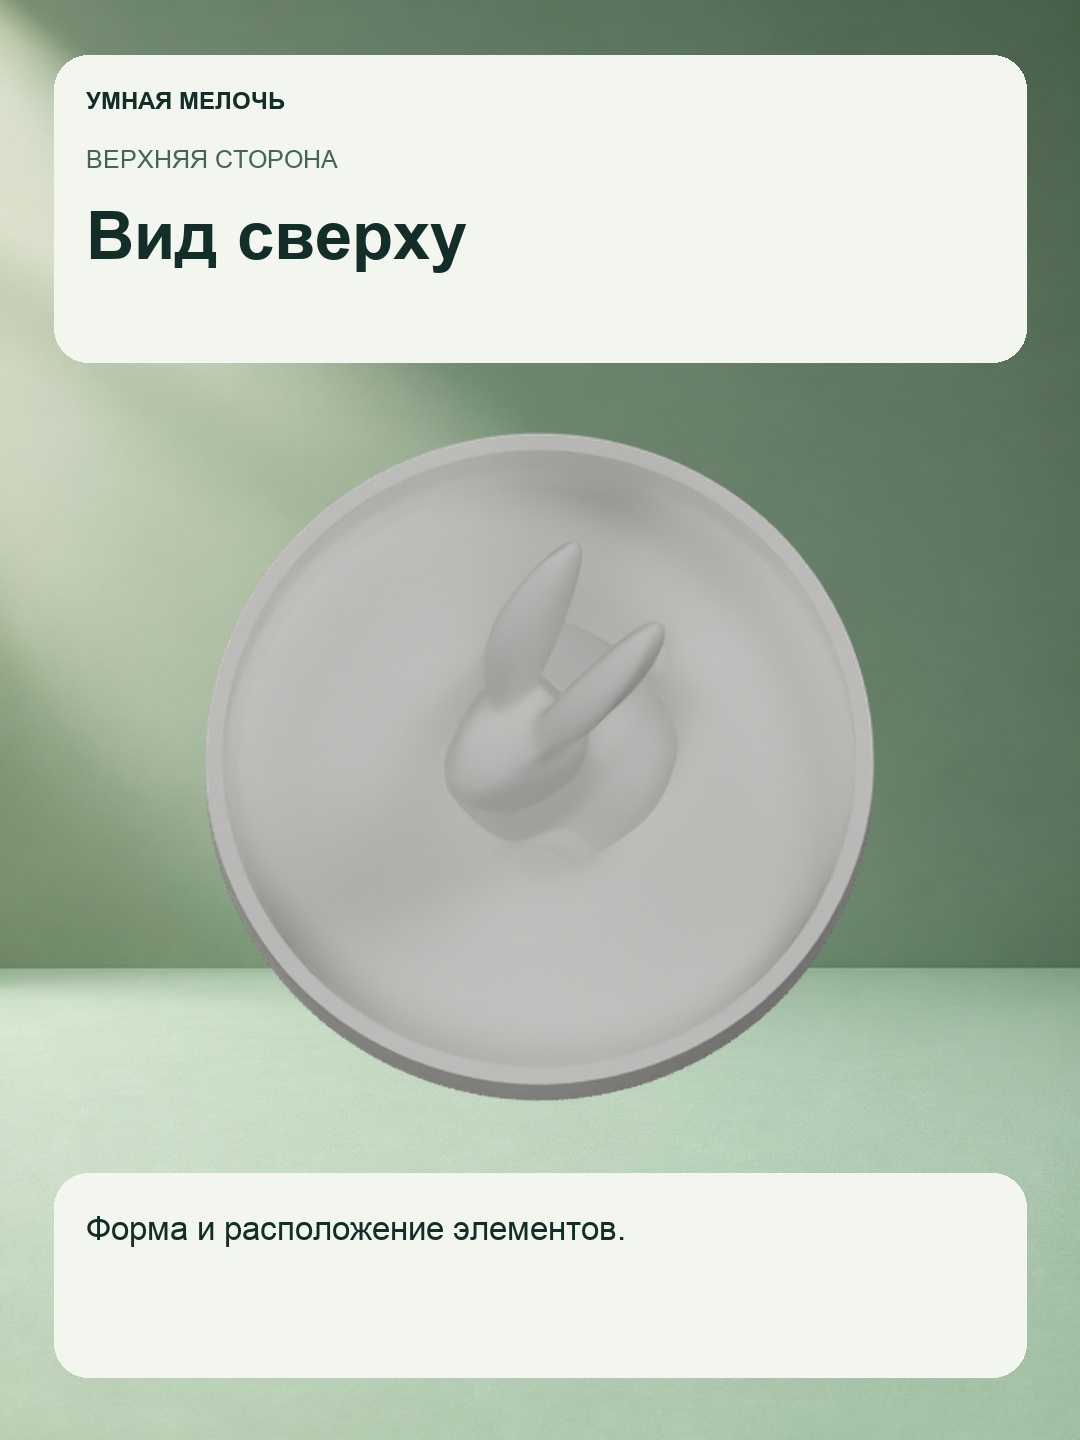 УМНАЯ МЕЛОЧЬ
ВЕРХНЯЯ СТОРОНА
Вид сверху
Форма и расположение элементов.